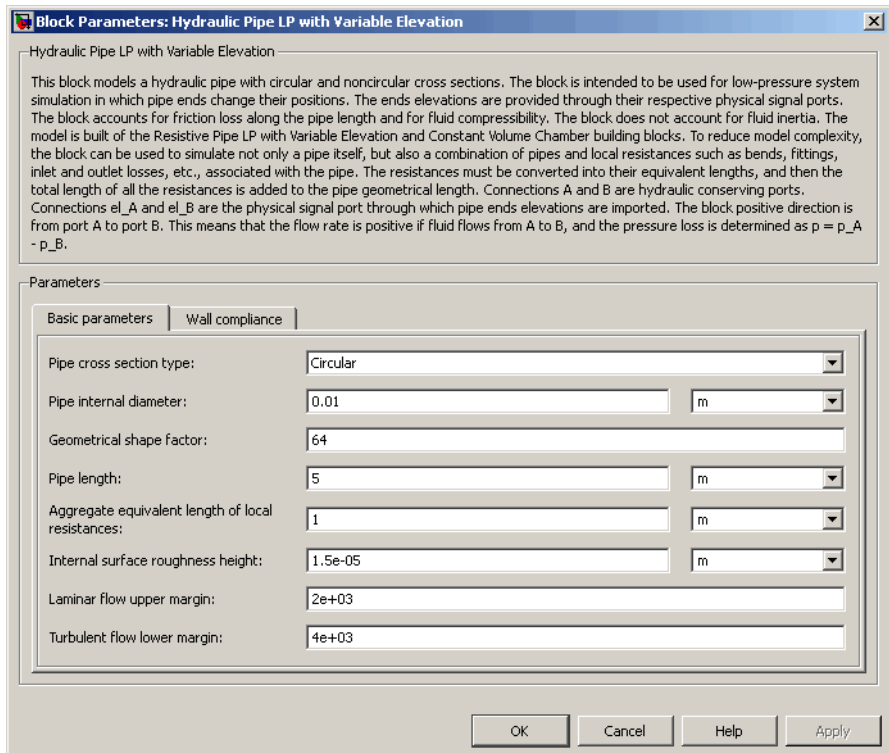 Block Parameters: Hydraulic Pipe LP with Variable Elevation
Hydraulic Pipe LP with Variable Elevation
This block models a hydraulic pipe with circular and noncircular cross sections. The block is intended to be used for low-pressure system
simulation in which pipe ends change their positions. The ends elevations are provided through their respective physical signal ports.
The block accounts for friction loss along the pipe length and for fluid compressibility. The block does not account for fluid inertia. The
model is built of the Resistive Pipe LP with Variable Elevation and Constant Volume Chamber building blocks. To reduce model complexity,
the block can be used to simulate not only a pipe itself, but also a combination of pipes and local resistances such as bends, fittings,
inlet and outlet losses, etc., associated with the pipe. The resistances must be converted into their equivalent lengths, and then the
total length of all the resistances is added to the pipe geometrical length. Connections A and B are hydraulic conserving ports.
Connections el_A and el_B are the physical signal port through which pipe ends elevations are imported. The block positive direction is
from port A to port B. This means that the flow rate is positive if fluid flows from A to B, and the pressure loss is determined as p = p_A
- p_B.
Parameters
Basic parameters Wall compliance
Pipe cross section type: Circular
Pipe internal diameter: 0.01 m
Geometrical shape factor: 64
Pipe length: 5 m
Aggregate equivalent length of local
resistances: 1 m
Internal surface roughness height: 1.5e-05 m
Laminar flow upper margin: 2e+03
Turbulent flow lower margin: 4e+03
OK Cancel Help Apply